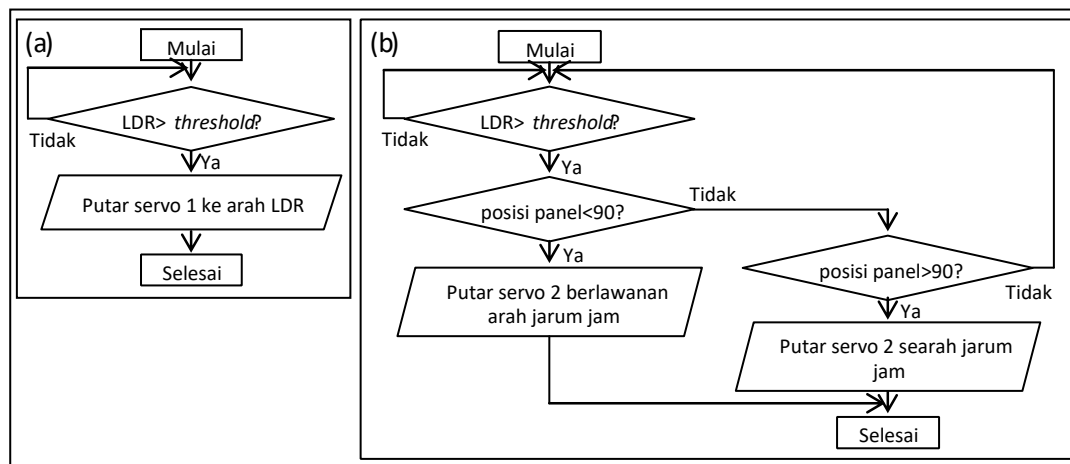 (a)
Mulai
LDR> threshold?
Tidak
Ya
Putar servo 1 ke arah LDR
Selesai
(b)
Mulai
LDR> threshold?
Tidak
Ya
posisi panel<90?
Tidak
Ya
Putar servo 2 berlawanan
arah jarum jam
posisi panel>90?
Tidak
Ya
Putar servo 2 searah jarum
jam
Selesai